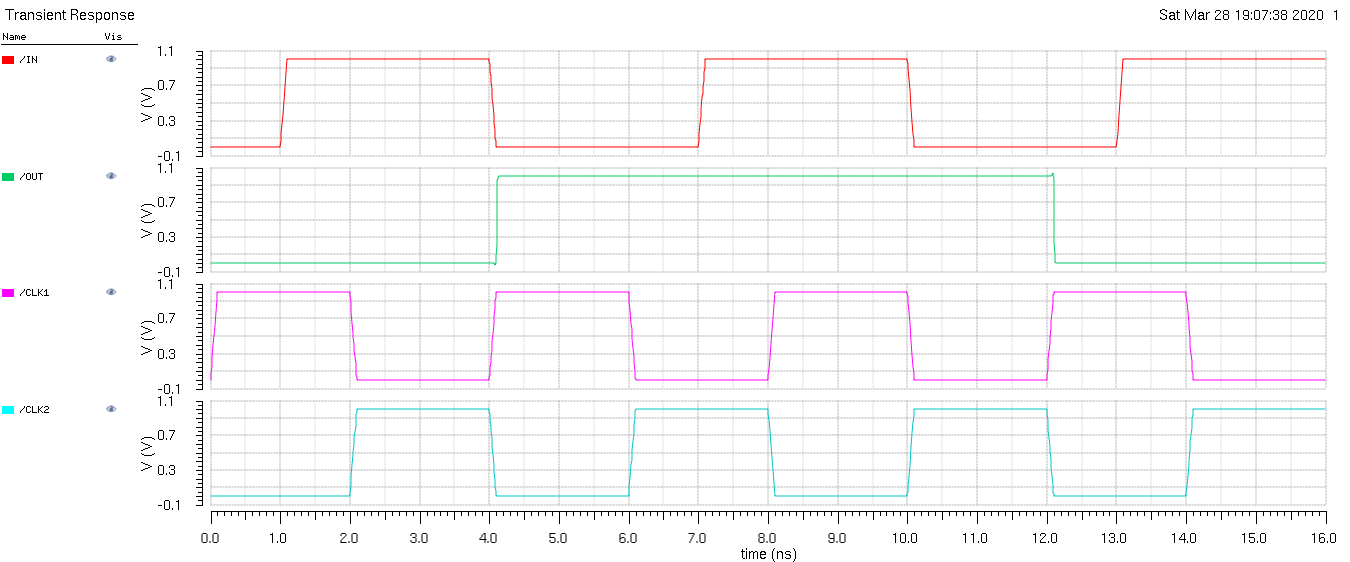 Transient Response
Sat Mar 28 19:07:38 2020 1
Name Vis
/IN
1.1
0.7
0.3
-0.1
V (V)
/OUT
1.1
0.7
0.3
-0.1
V (V)
/CLK1
1.1
0.7
0.3
-0.1
V (V)
/CLK2
1.1
0.7
0.3
-0.1
V (V)
0.0 1.0 2.0 3.0 4.0 5.0 6.0 7.0 8.0 9.0 10.0 11.0 12.0 13.0 14.0 15.0 16.0
time (ns)